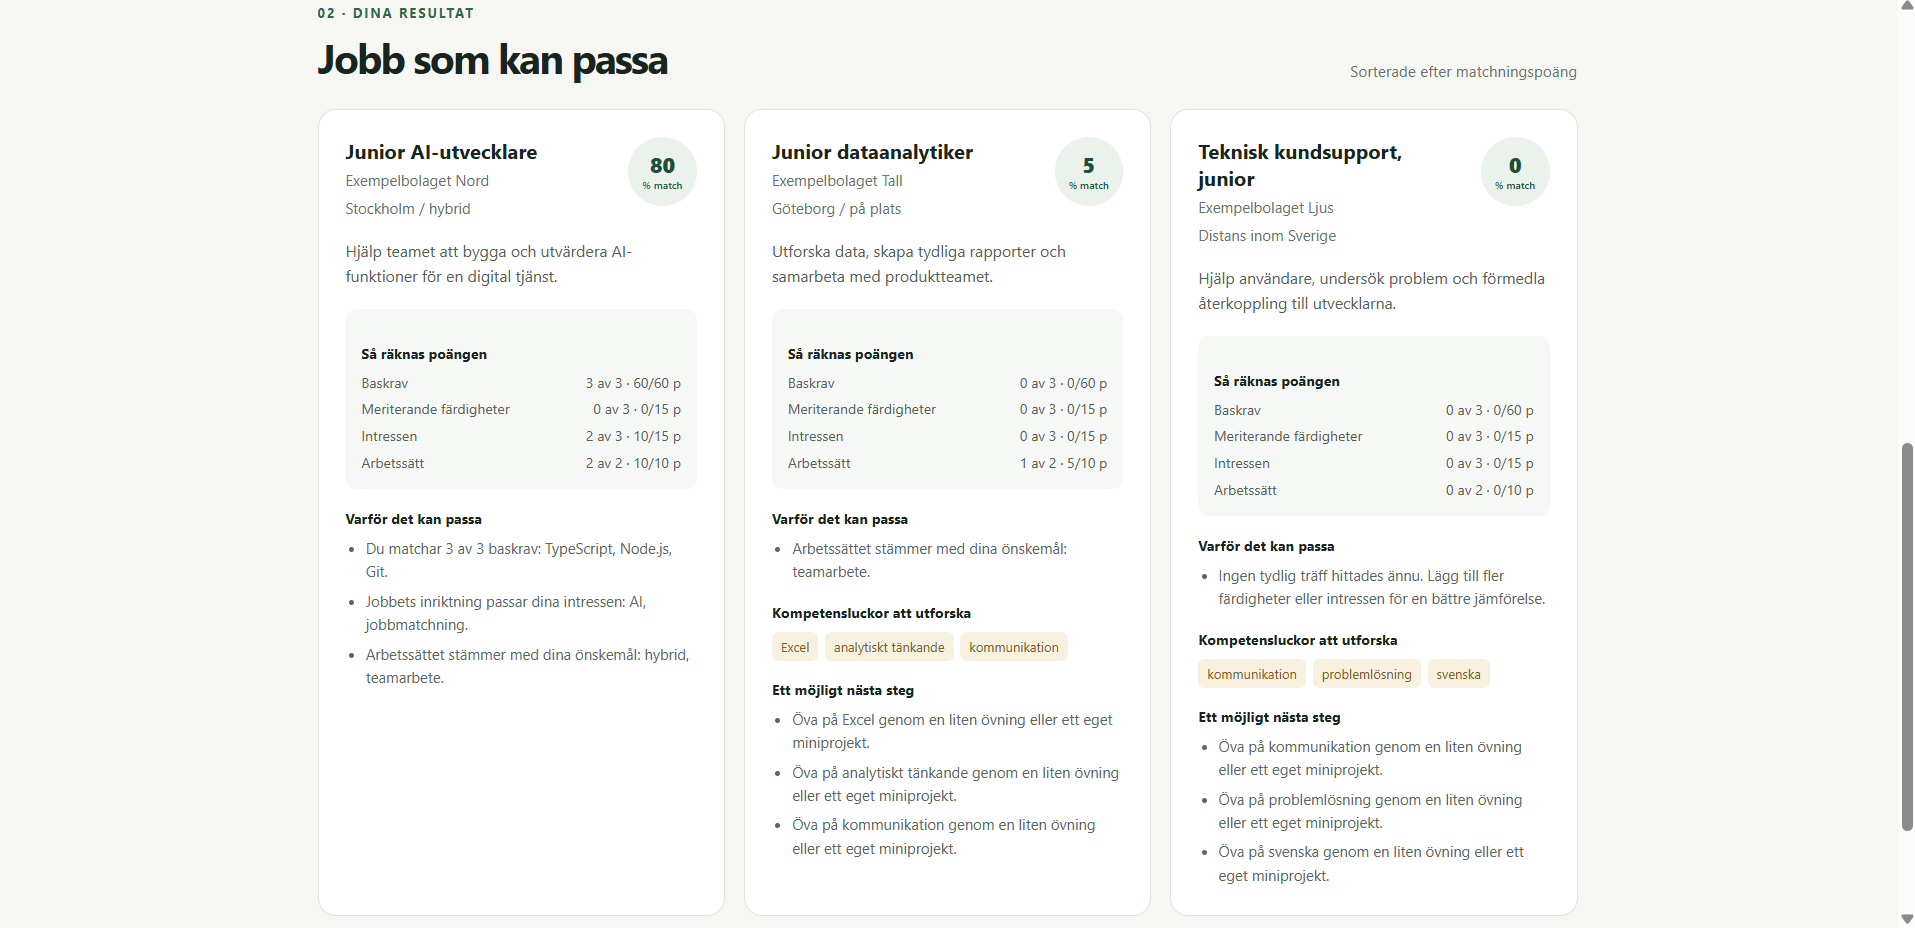 02 · DINA RESULTAT
Jobb som kan passa
Sorterade efter matchningspoäng
Junior AI-utvecklare
Exempelbolaget Nord
Stockholm / hybrid
80
% match
Hjälp teamet att bygga och utvärdera AI-
funktioner för en digital tjänst.
Så räknas poängen
Baskrav 3 av 3 · 60/60 p
Meriterande färdigheter 0 av 3 · 0/15 p
Intressen 2 av 3 · 10/15 p
Arbetssätt 2 av 2 · 10/10 p
Varför det kan passa
• Du matchar 3 av 3 baskrav: TypeScript, Node.js,
Git.
• Jobbets inriktning passar dina intressen: AI,
jobbmatchning.
• Arbetssättet stämmer med dina önskemål: hybrid,
teamarbete.
Junior dataanalytiker
Exempelbolaget Tall
Göteborg / på plats
5
% match
Utforska data, skapa tydliga rapporter och
samarbeta med produktteamet.
Så räknas poängen
Baskrav 0 av 3 · 0/60 p
Meriterande färdigheter 0 av 3 · 0/15 p
Intressen 0 av 3 · 0/15 p
Arbetssätt 1 av 2 · 5/10 p
Varför det kan passa
• Arbetssättet stämmer med dina önskemål:
teamarbete.
Kompetensluckor att utforska
Excel analytiskt tänkande kommunikation
Ett möjligt nästa steg
• Öva på Excel genom en liten övning eller ett eget
miniprojekt.
• Öva på analytiskt tänkande genom en liten övning
eller ett eget miniprojekt.
• Öva på kommunikation genom en liten övning
eller ett eget miniprojekt.
Teknisk kundsupport,
junior
Exempelbolaget Ljus
Distans inom Sverige
0
% match
Hjälp användare, undersök problem och förmedla
återkoppling till utvecklarna.
Så räknas poängen
Baskrav 0 av 3 · 0/60 p
Meriterande färdigheter 0 av 3 · 0/15 p
Intressen 0 av 3 · 0/15 p
Arbetssätt 0 av 2 · 0/10 p
Varför det kan passa
• Ingen tydlig träff hittades ännu. Lägg till fler
färdigheter eller intressen för en bättre jämförelse.
Kompetensluckor att utforska
kommunikation problemlösning svenska
Ett möjligt nästa steg
• Öva på kommunikation genom en liten övning
eller ett eget miniprojekt.
• Öva på problemlösning genom en liten övning
eller ett eget miniprojekt.
• Öva på svenska genom en liten övning eller ett
eget miniprojekt.